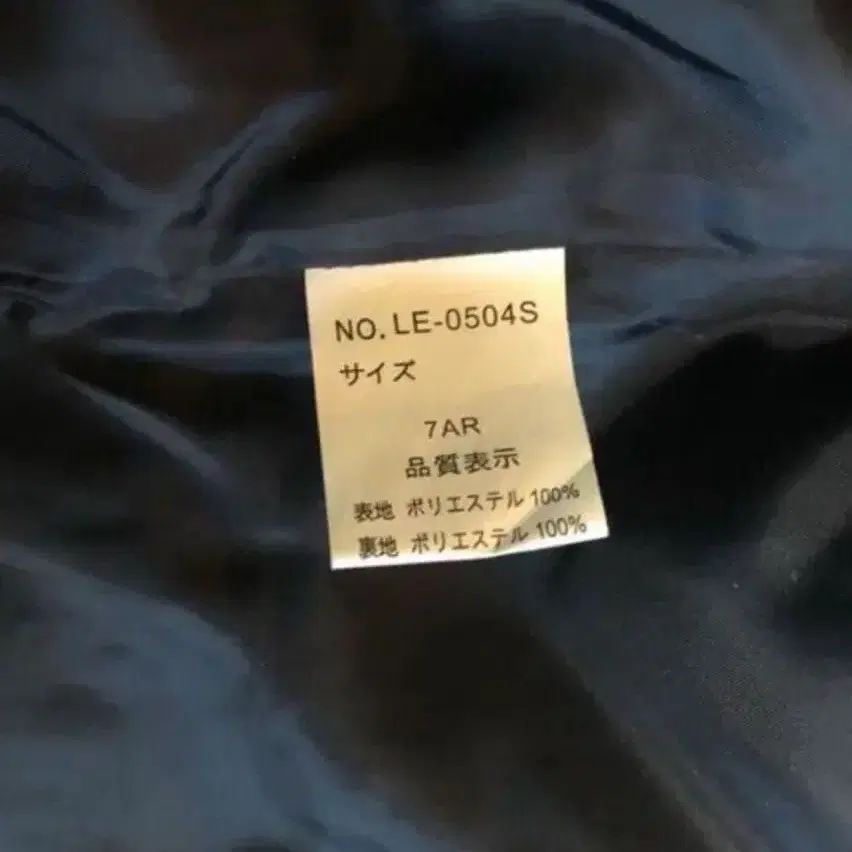 NO. LE-0504S
サイズ
7AR
品質表示
表地 ポリエステル 100%
裏地 ポリエステル 100%